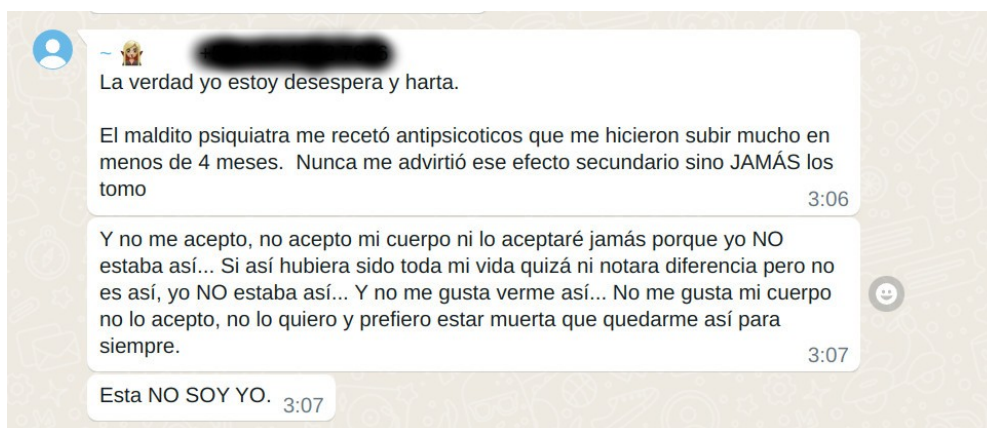 ~
La verdad yo estoy desespera y harta.
El maldito psiquiatra me recetó antipsicoticos que me hicieron subir mucho en
menos de 4 meses.  Nunca me advirtió ese efecto secundario sino JAMÁS los
tomo
3:06
Y no me acepto, no acepto mi cuerpo ni lo aceptaré jamás porque yo NO
estaba así... Si así hubiera sido toda mi vida quizá ni notara diferencia pero no
es así, yo NO estaba así... Y no me gusta verme así... No me gusta mi cuerpo
no lo acepto, no lo quiero y prefiero estar muerta que quedarme así para
siempre.
3:07
Esta NO SOY YO. 3:07